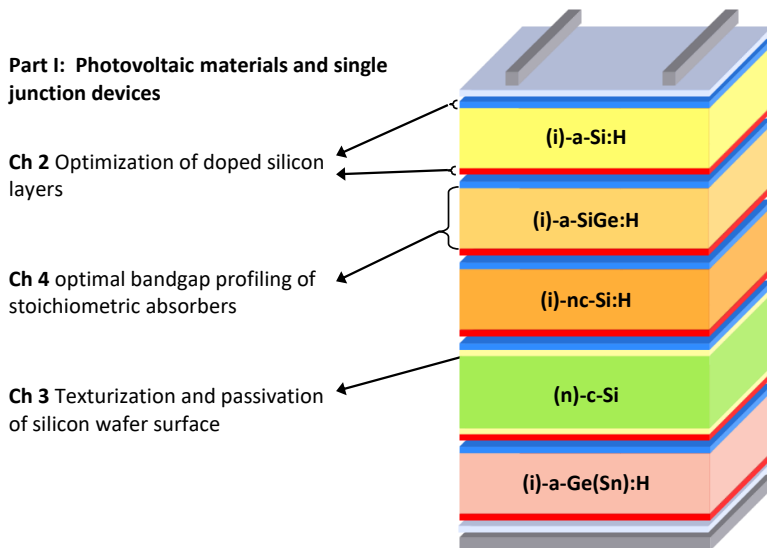 Part I:  Photovoltaic materials and single
junction devices
Ch 2 Optimization of doped silicon
layers
Ch 4 optimal bandgap profiling of
stoichiometric absorbers
Ch 3 Texturization and passivation
of silicon wafer surface
(i)-a-Si:H
(i)-a-SiGe:H
(i)-nc-Si:H
(n)-c-Si
(i)-a-Ge(Sn):H